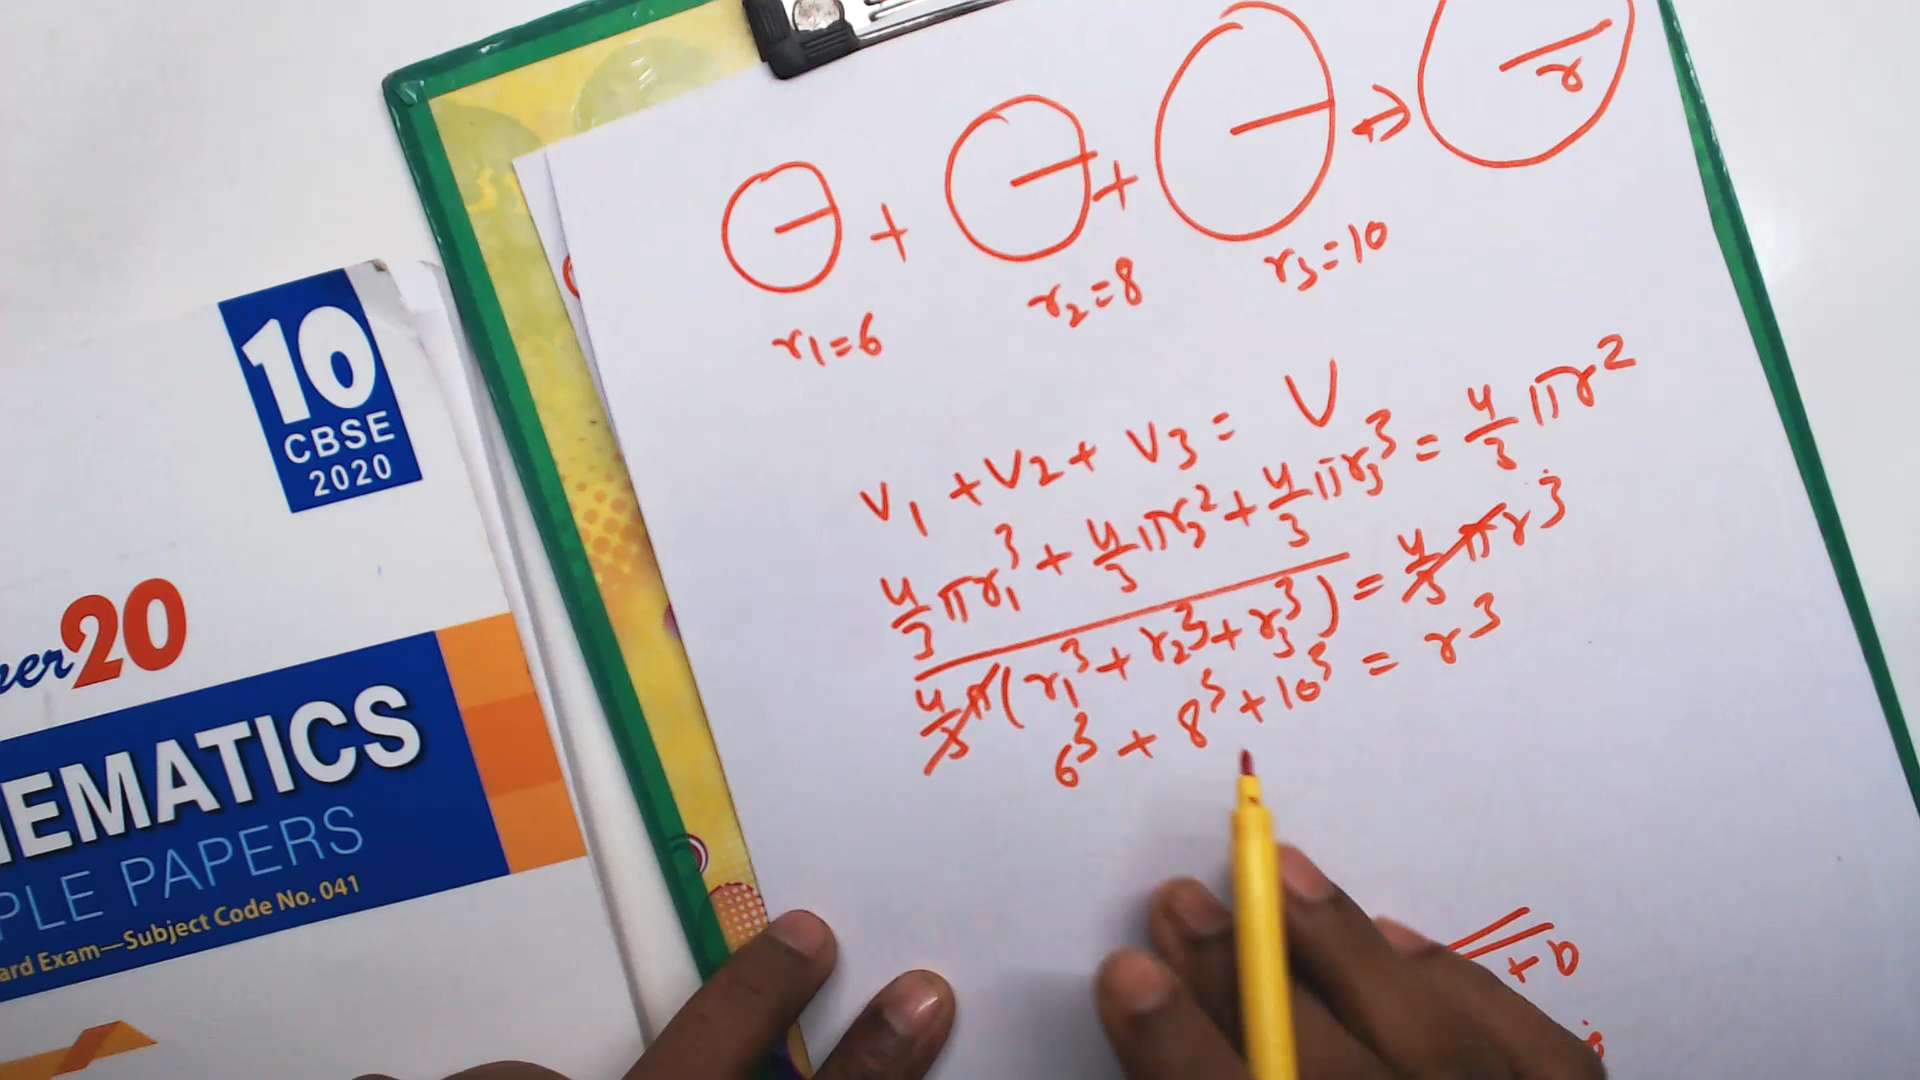 r
r1=6 + r2=8 + r3=10 ⇒
V1 + V2 + V3 = V
4/3 πr1³ + 4/3 πr2² + 4/3 πr3³ = 4/3 πr²
4/3 π(r1³ + r2³ + r3³) = 4/3 πr³
6³ + 8³ + 10³ = r³
+ b
10
CBSE
2020
er20
EMATICS
PLE PAPERS
ard Exam—Subject Code No. 041